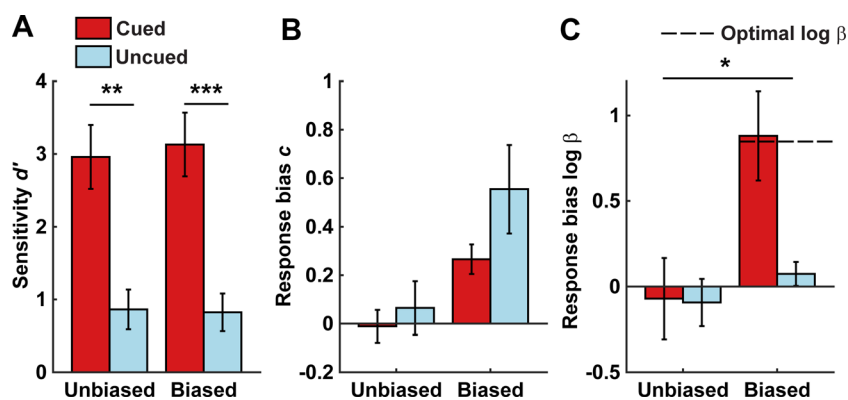 A
Cued
Uncued
Sensitivity d'
4
3
2
1
0
**
***
Unbiased
Biased
B
Response bias c
1
0.8
0.6
0.4
0.2
0
-0.2
Unbiased
Biased
C
Optimal log β
Response bias log β
1
0.5
0
-0.5
*
Unbiased
Biased